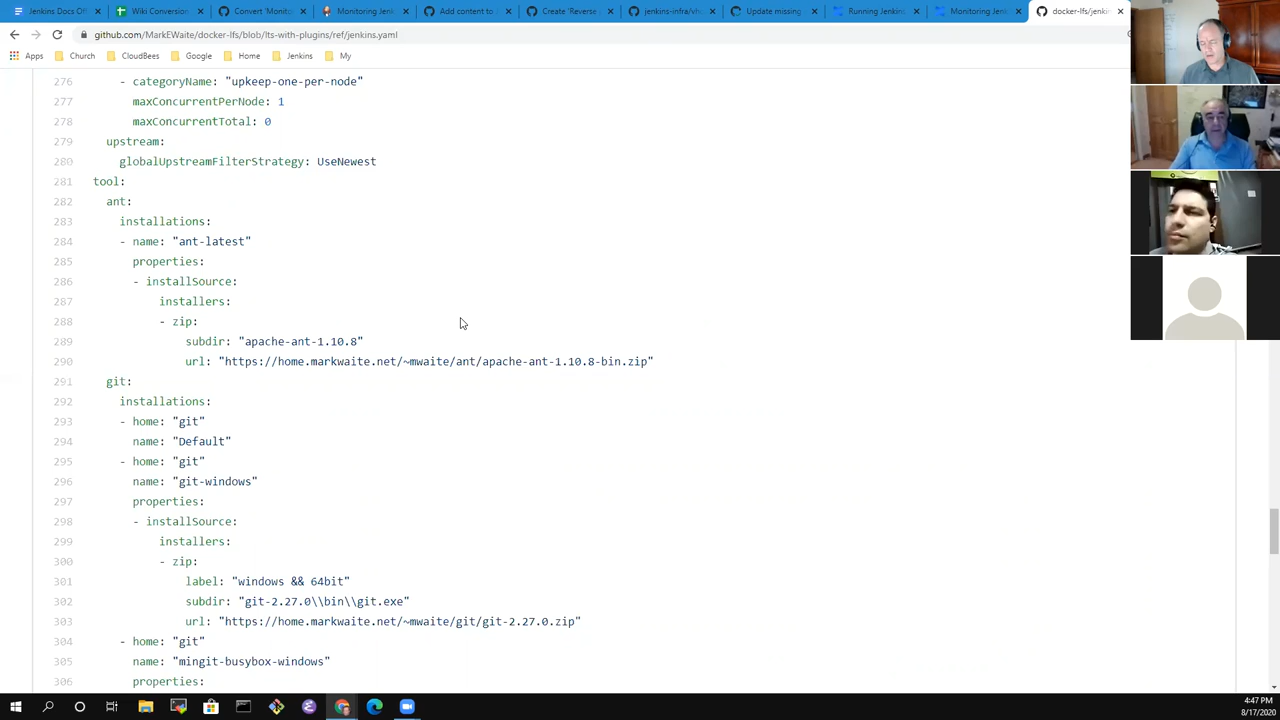 Jenkins Docs Of
Wiki Conversion
Convert 'Monito
Monitoring Jenk
Add content to
Create 'Reverse
jenkins-infra/
Update missing
Running Jenkins
Monitoring Jenk
docker-lfs/jenki
github.com/MarkEWaite/docker-lfs/blob/lts-with-plugins/ref/jenkins.yaml
Apps
Church
CloudBees
Google
Home
Jenkins
My
276 - categoryName: "upkeep-one-per-node"
277 maxConcurrentPerNode: 1
278 maxConcurrentTotal: 0
279 upstream:
280 globalUpstreamFilterStrategy: UseNewest
281 tool:
282 ant:
283 installations:
284 - name: "ant-latest"
285 properties:
286 - installSource:
287 installers:
288 - zip:
289 subdir: "apache-ant-1.10.8"
290 url: "https://home.markwaite.net/~mwaite/ant/apache-ant-1.10.8-bin.zip"
291 git:
292 installations:
293 - home: "git"
294 name: "Default"
295 - home: "git"
296 name: "git-windows"
297 properties:
298 - installSource:
299 installers:
300 - zip:
301 label: "windows && 64bit"
302 subdir: "git-2.27.0\\bin\\git.exe"
303 url: "https://home.markwaite.net/~mwaite/git/git-2.27.0.zip"
304 - home: "git"
305 name: "mingit-busybox-windows"
306 properties:
4:47 PM
8/17/2020